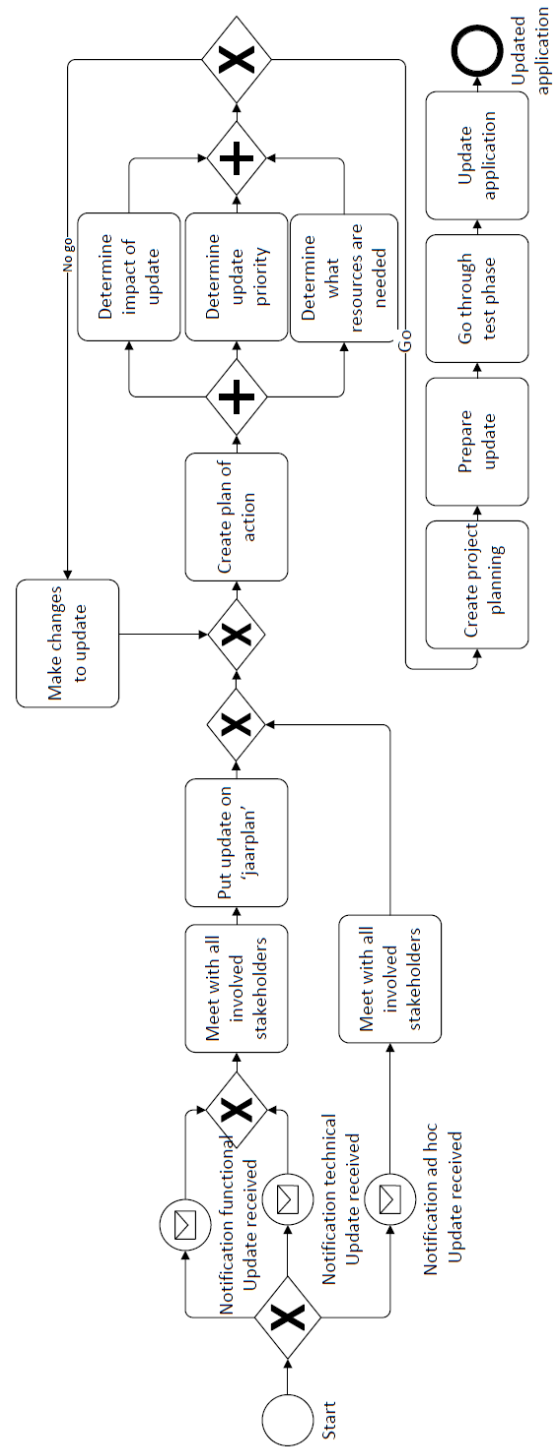 Start
Notification functional
Update received
Notification technical
Update received
Notification ad hoc
Update received
Meet with all
involved
stakeholders
Meet with all
involved
stakeholders
Put update on
‘jaarplan’
Make changes
to update
Create plan of
action
No go
Determine
impact of
update
Determine
update
priority
Determine
what
resources are
needed
Go
Create project
planning
Prepare
update
Go through
test phase
Update
application
Updated
application